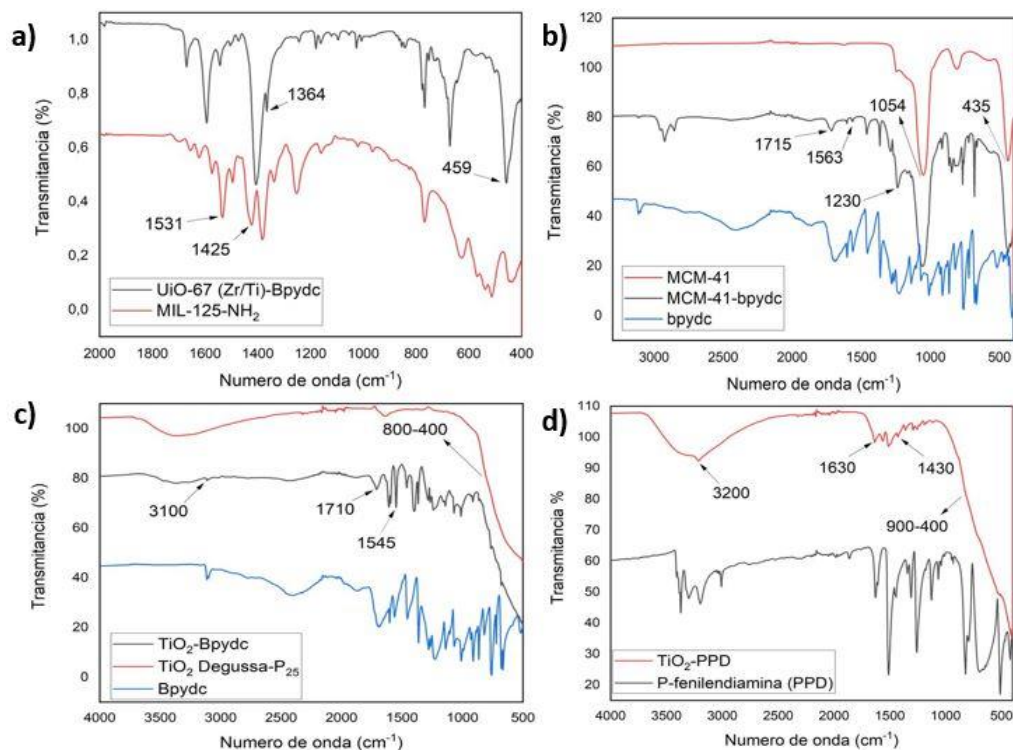 a)
Transmitancia (%)
1,0
0,8
0,6
0,4
0,2
0,0
1364
459
1531
1425
UiO-67 (Zr/Ti)-Bpydc
MIL-125-NH₂
2000 1800 1600 1400 1200 1000 800 600 400
Numero de onda (cm⁻¹)
b)
Transmitancia (%)
120
100
80
60
40
20
0
1054
435
1715
1563
1230
MCM-41
MCM-41-bpydc
bpydc
3000 2500 2000 1500 1000 500
Numero de onda (cm⁻¹)
c)
Transmitancia (%)
100
80
60
40
20
0
800-400
3100
1710
1545
TiO₂-Bpydc
TiO₂ Degussa-P₂₅
Bpydc
4000 3500 3000 2500 2000 1500 1000 500
Numero de onda (cm⁻¹)
d)
Transmitancia %
110
100
90
80
70
60
50
40
30
20
1630
1430
3200
900-400
TiO₂-PPD
P-fenilendiamina (PPD)
4000 3500 3000 2500 2000 1500 1000 500
Numero de onda (cm⁻¹)